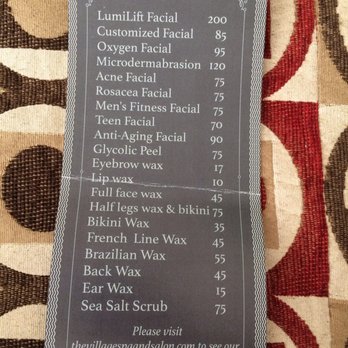 LumiLift Facial 200
Customized Facial 85
Oxygen Facial 95
Microdermabrasion 120
Acne Facial 75
Rosacea Facial 75
Men's Fitness Facial 75
Teen Facial 70
Anti-Aging Facial 90
Glycolic Peel 75
Eyebrow wax 17
Lip wax 10
Full face wax 45
Half legs wax & bikini 75
Bikini Wax 35
French Line Wax 45
Brazilian Wax 55
Back Wax 45
Ear Wax 15
Sea Salt Scrub 75
Please visit
thevillagespaandsalon.com to see our